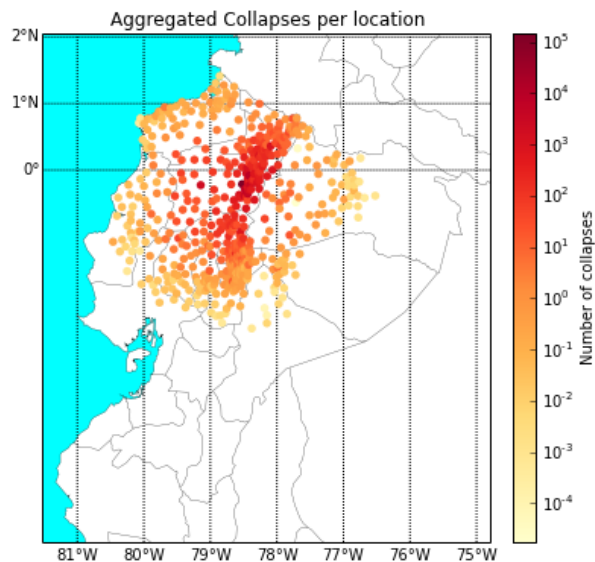 Aggregated Collapses per location
2°N
1°N
0°
81°W 80°W 79°W 78°W 77°W 76°W 75°W
10^5
10^4
10^3
10^2
10^1
10^0
10^-1
10^-2
10^-3
10^-4
Number of collapses